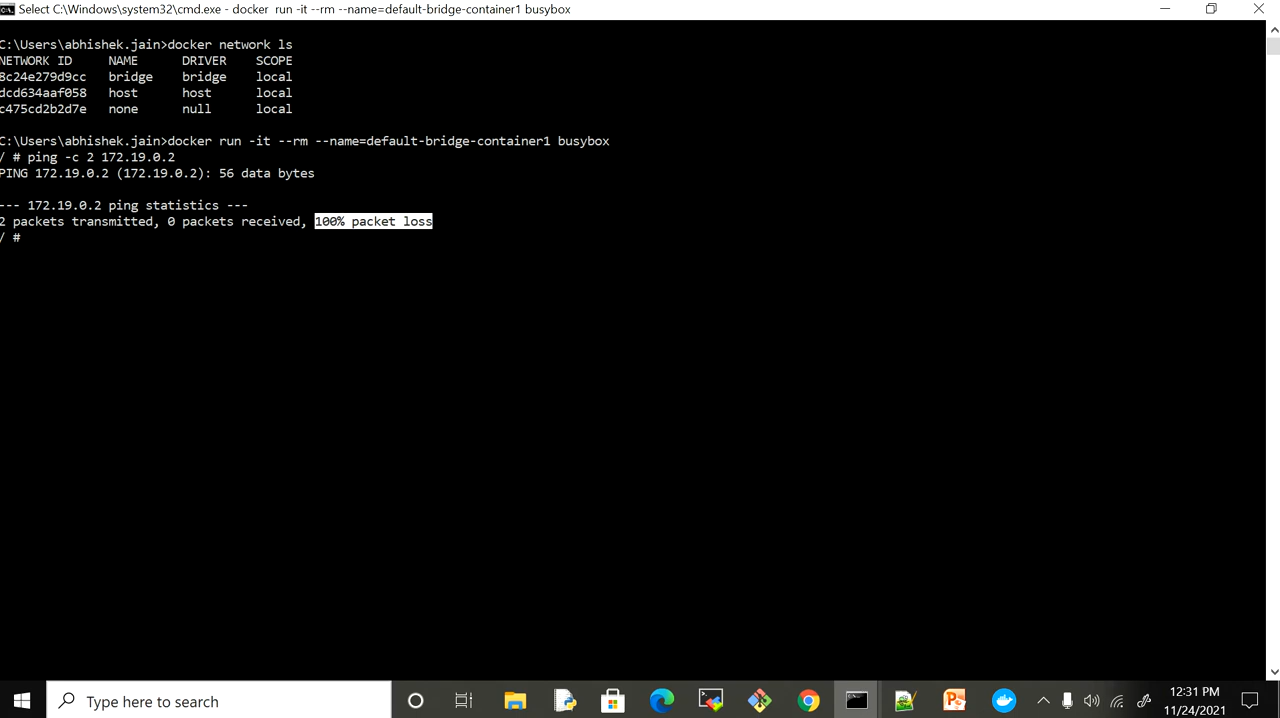 Select C:\Windows\system32\cmd.exe - docker  run -it --rm --name=default-bridge-container1 busybox
C:\Users\abhishek.jain>docker network ls
NETWORK ID     NAME      DRIVER    SCOPE
8c24e279d9cc   bridge    bridge    local
dcd634aaf058   host      host      local
c475cd2b2d7e   none      null      local
C:\Users\abhishek.jain>docker run -it --rm --name=default-bridge-container1 busybox
/ # ping -c 2 172.19.0.2
PING 172.19.0.2 (172.19.0.2): 56 data bytes
--- 172.19.0.2 ping statistics ---
2 packets transmitted, 0 packets received, 100% packet loss
/ #
Type here to search
12:31 PM
11/24/2021